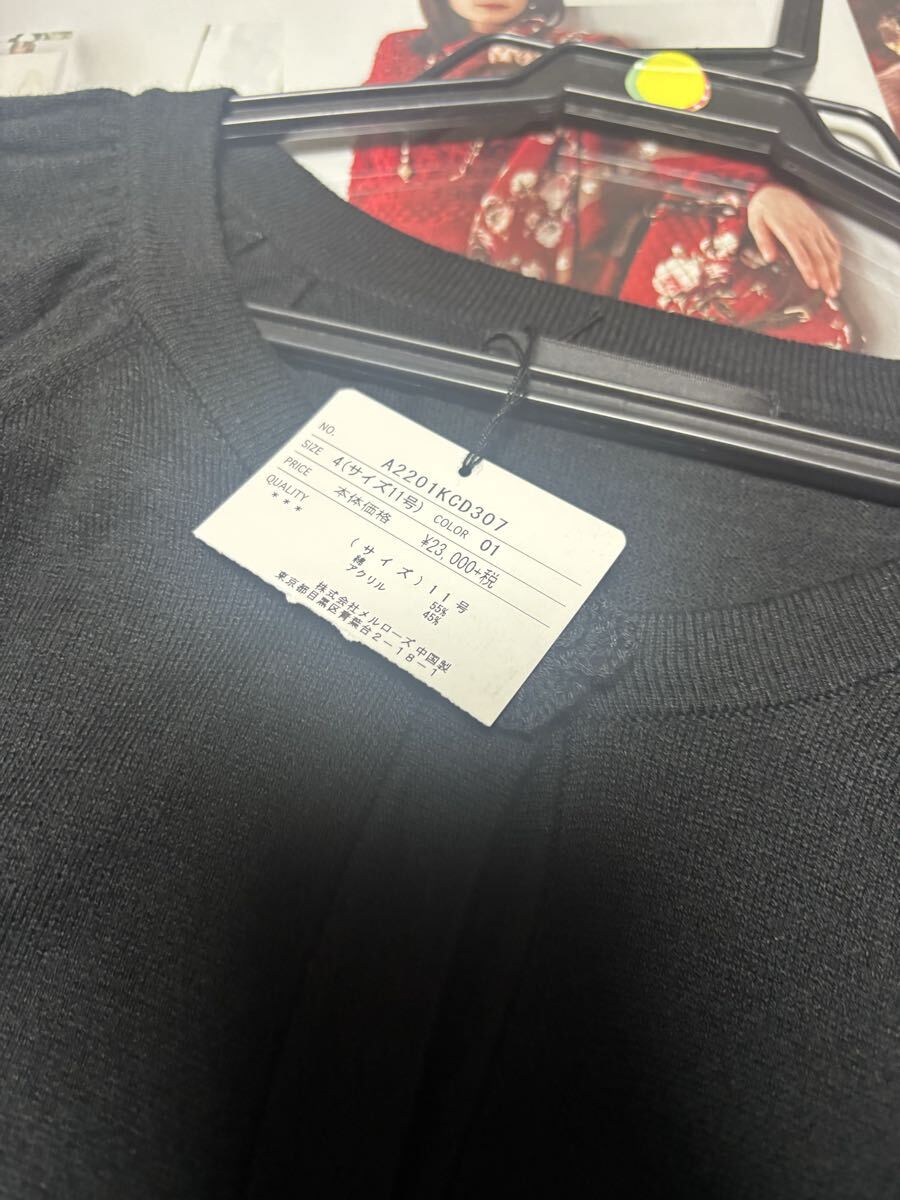 NO. A2201KCD307
SIZE 4(サイズ11号) COLOR 01
PRICE 本体価格 ¥23,000+税
QUALITY
***
(サイズ)11号
綿 55%
アクリル 45%
株式会社メルローズ 中国製
東京都目黒区青葉台2-18-1